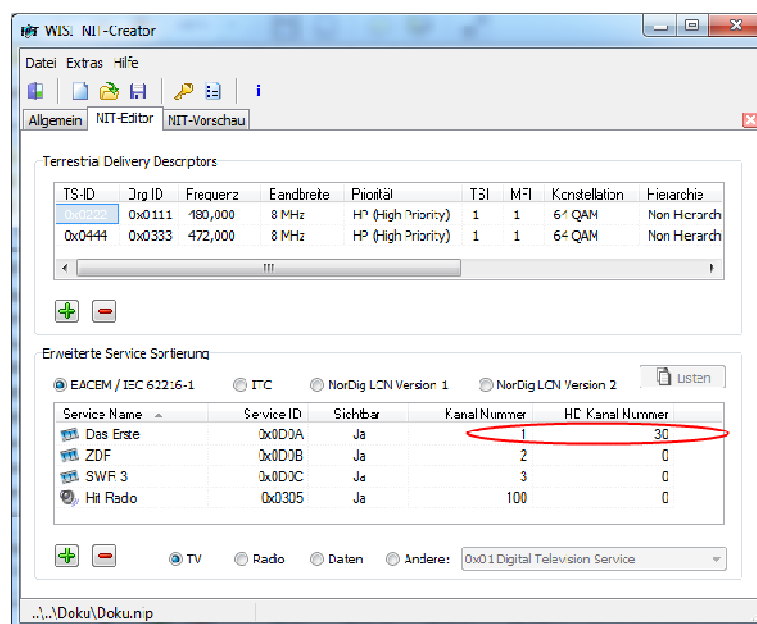 WISI NIT-Creator
Datei Extras Hilfe
i
Allgemein NIT-Editor NIT-Vorschau
Terrestrial Delivery Descriptors
TS-ID Org ID Frequenz Bandbreite Priorität TSI MFI Konstellation Hierarchie
0x0222 0x0111 480,000 8 MHz HP (High Priority) 1 1 64 QAM Non Hierarch
0x0444 0x0333 472,000 8 MHz HP (High Priority) 1 1 64 QAM Non Hierarch
Erweiterte Service Sortierung
EACEM / IEC 62216-1 ITC NorDig LCN Version 1 NorDig LCN Version 2 Listen
Service Name Service ID Sichtbar Kanal Nummer HD Kanal Nummer
Das Erste 0x0D0A Ja 1 30
ZDF 0x0D0B Ja 2 0
SWR 3 0x0D0C Ja 3 0
Hit Radio 0x0305 Ja 100 0
TV Radio Daten Andere: 0x01 Digital Television Service
..\..\Doku\Doku.nip